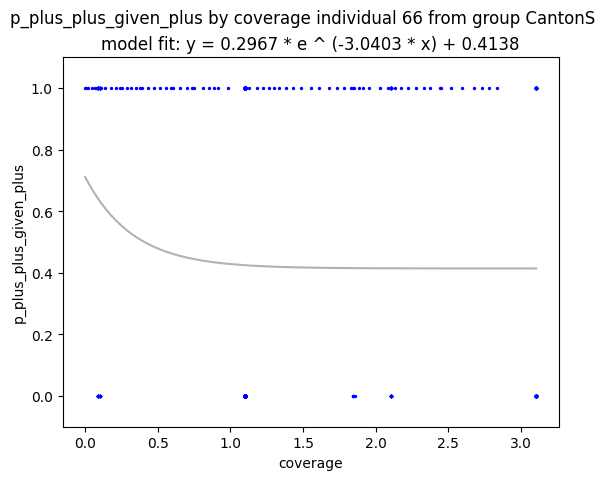 p_plus_plus_given_plus by coverage individual 66 from group CantonS
model fit: y = 0.2967 * e ^ (-3.0403 * x) + 0.4138
1.0
0.8
0.6
0.4
0.2
0.0
p_plus_plus_given_plus
0.0 0.5 1.0 1.5 2.0 2.5 3.0
coverage